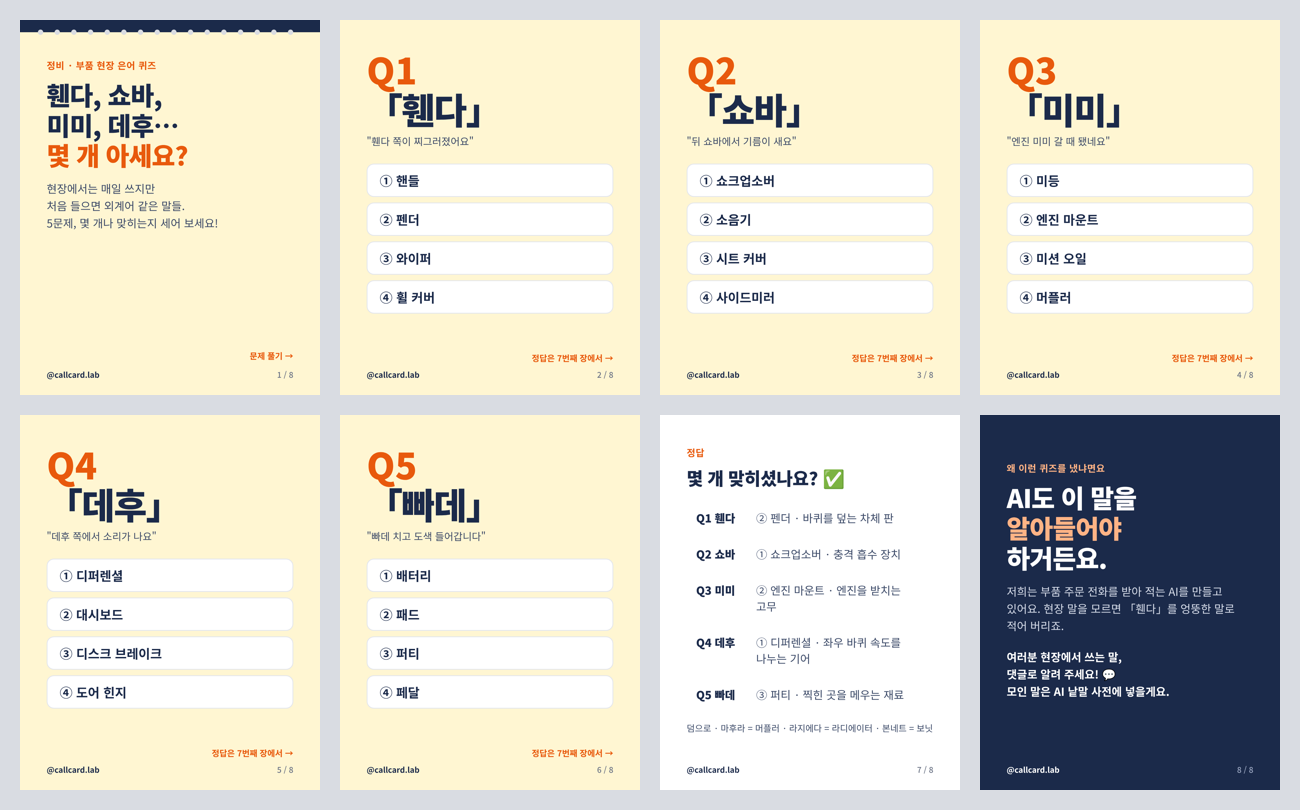 정비 · 부품 현장 은어 퀴즈
휀다, 쇼바,
미미, 데후…
몇 개 아세요?
현장에서는 매일 쓰지만
처음 들으면 외계어 같은 말들.
5문제, 몇 개나 맞히는지 세어 보세요!
문제 풀기 →
@callcard.lab
1 / 8
Q1
「휀다」
"휀다 쪽이 찌그러졌어요"
① 핸들
② 펜더
③ 와이퍼
④ 휠 커버
정답은 7번째 장에서 →
@callcard.lab
2 / 8
Q2
「쇼바」
"뒤 쇼바에서 기름이 새요"
① 쇼크업소버
② 소음기
③ 시트 커버
④ 사이드미러
정답은 7번째 장에서 →
@callcard.lab
3 / 8
Q3
「미미」
"엔진 미미 갈 때 됐네요"
① 미등
② 엔진 마운트
③ 미션 오일
④ 머플러
정답은 7번째 장에서 →
@callcard.lab
4 / 8
Q4
「데후」
"데후 쪽에서 소리가 나요"
① 디퍼렌셜
② 대시보드
③ 디스크 브레이크
④ 도어 힌지
정답은 7번째 장에서 →
@callcard.lab
5 / 8
Q5
「빠데」
"빠데 치고 도색 들어갑니다"
① 배터리
② 패드
③ 퍼티
④ 페달
정답은 7번째 장에서 →
@callcard.lab
6 / 8
정답
몇 개 맞히셨나요? ✅
Q1 휀다 ② 펜더 · 바퀴를 덮는 차체 판
Q2 쇼바 ① 쇼크업소버 · 충격 흡수 장치
Q3 미미 ② 엔진 마운트 · 엔진을 받치는
고무
Q4 데후 ① 디퍼렌셜 · 좌우 바퀴 속도를
나누는 기어
Q5 빠데 ③ 퍼티 · 찍힌 곳을 메우는 재료
덤으로 · 마후라 = 머플러 · 라지에다 = 라디에이터 · 본네트 = 보닛
@callcard.lab
7 / 8
왜 이런 퀴즈를 냈냐면요
AI도 이 말을
알아들어야
하거든요.
저희는 부품 주문 전화를 받아 적는 AI를 만들고
있어요. 현장 말을 모르면 「휀다」를 엉뚱한 말로
적어 버리죠.
여러분 현장에서 쓰는 말,
댓글로 알려 주세요! 💬
모인 말은 AI 낱말 사전에 넣을게요.
@callcard.lab
8 / 8